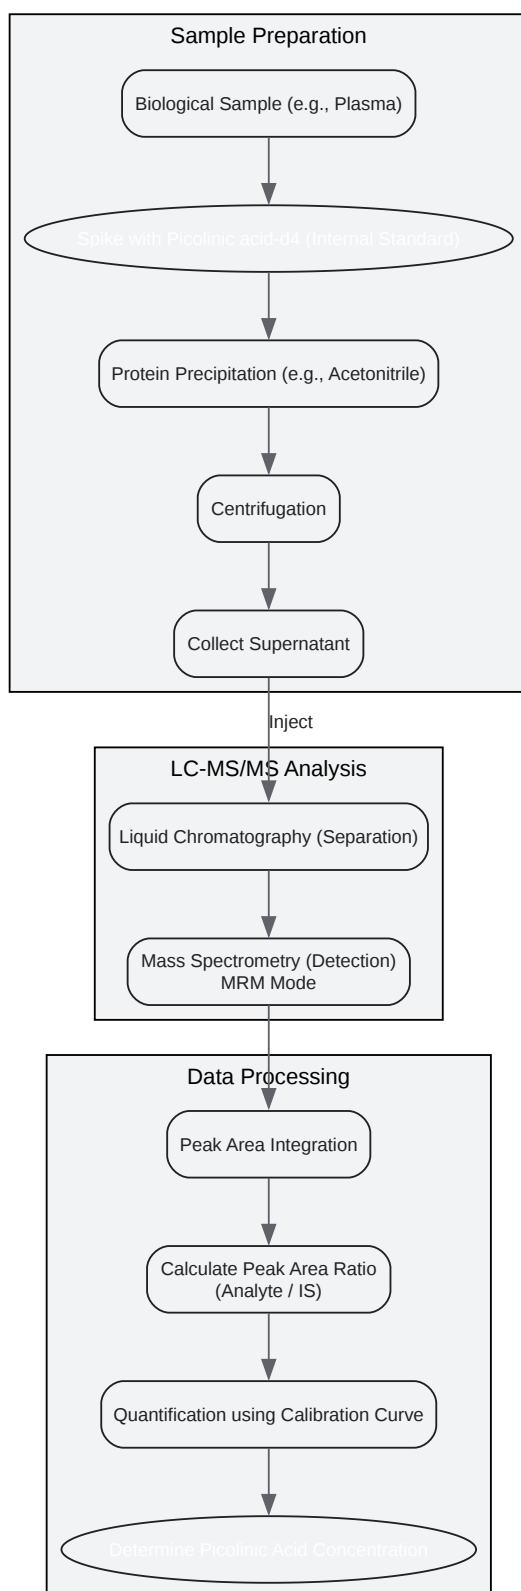 Sample Preparation
Biological Sample (e.g., Plasma)
Spike with Picolinic acid-d4 (Internal Standard)
Protein Precipitation (e.g., Acetonitrile)
Centrifugation
Collect Supernatant
Inject
LC-MS/MS Analysis
Liquid Chromatography (Separation)
Mass Spectrometry (Detection)
MRM Mode
Data Processing
Peak Area Integration
Calculate Peak Area Ratio
(Analyte / IS)
Quantification using Calibration Curve
Determine Picolinic Acid Concentration